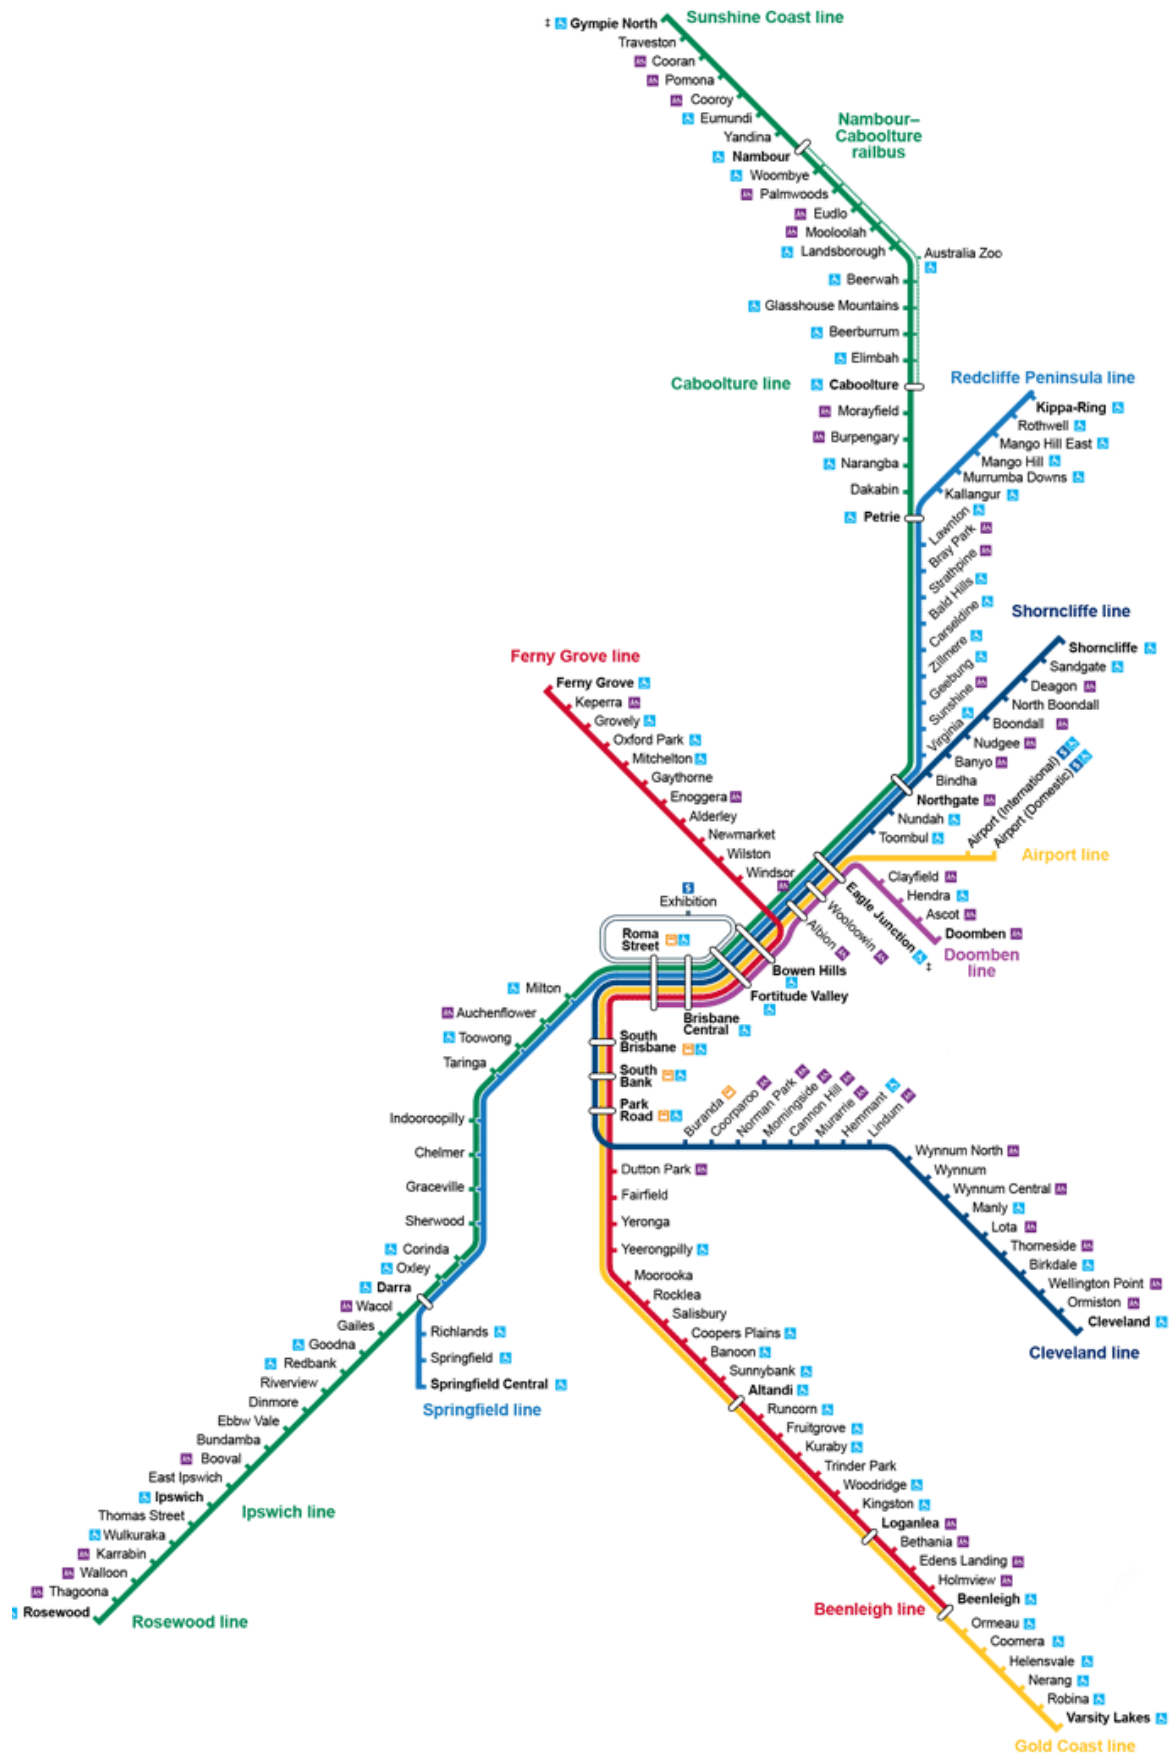 Sunshine Coast line
‡ Gympie North
Traveston
Cooran
Pomona
Cooroy
Eumundi
Yandina
Nambour
Woombye
Palmwoods
Eudlo
Mooloolah
Landsborough
Nambour–
Caboolture
railbus
Australia Zoo
Beerwah
Glasshouse Mountains
Beerburrum
Elimbah
Caboolture line
Caboolture
Morayfield
Burpengary
Narangba
Dakabin
Petrie
Redcliffe Peninsula line
Kippa-Ring
Rothwell
Mango Hill East
Mango Hill
Murrumba Downs
Kallangur
Lawnton
Bray Park
Strathpine
Bald Hills
Carseldine
Zillmere
Geebung
Sunshine
Virginia
Shorncliffe line
Shorncliffe
Sandgate
Deagon
North Boondall
Boondall
Nudgee
Banyo
Bindha
Northgate
Nundah
Toombul
Airport (International)
Airport (Domestic)
Airport line
Ferny Grove line
Ferny Grove
Keperra
Grovely
Oxford Park
Mitchelton
Gaythorne
Enoggera
Alderley
Newmarket
Wilston
Windsor
Clayfield
Hendra
Ascot
Doomben
Doomben
line
Eagle Junction
‡
Wooloowin
Albion
Bowen Hills
Fortitude Valley
Exhibition
Roma
Street
Brisbane
Central
Milton
Auchenflower
Toowong
Taringa
Indooroopilly
Chelmer
Graceville
Sherwood
Corinda
Oxley
Darra
Wacol
Gailes
Goodna
Redbank
Riverview
Dinmore
Ebbw Vale
Bundamba
Booval
East Ipswich
Ipswich
Thomas Street
Wulkuraka
Karrabin
Walloon
Thagoona
Rosewood
Ipswich line
Rosewood line
Richlands
Springfield
Springfield Central
Springfield line
South
Brisbane
South
Bank
Park
Road
Buranda
Coorparoo
Norman Park
Morningside
Cannon Hill
Murarrie
Hemmant
Lindum
Wynnum North
Wynnum
Wynnum Central
Manly
Lota
Thorneside
Birkdale
Wellington Point
Ormiston
Cleveland
Cleveland line
Dutton Park
Fairfield
Yeronga
Yeerongpilly
Moorooka
Rocklea
Salisbury
Coopers Plains
Banoon
Sunnybank
Altandi
Runcorn
Fruitgrove
Kuraby
Trinder Park
Woodridge
Kingston
Loganlea
Bethania
Edens Landing
Holmview
Beenleigh
Beenleigh line
Ormeau
Coomera
Helensvale
Nerang
Robina
Varsity Lakes
Gold Coast line